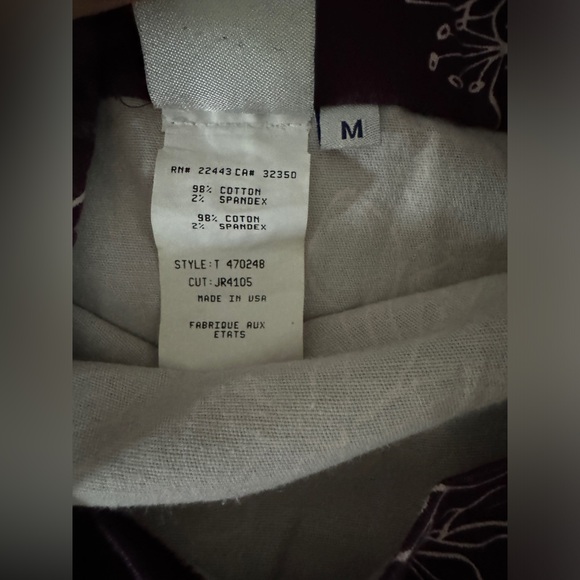 M
RN# 22443 CA# 32350
98% COTTON
2% SPANDEX
98% COTON
2% SPANDEX
STYLE:T 470248
CUT:JR4105
MADE IN USA
FABRIQUE AUX
ETATS